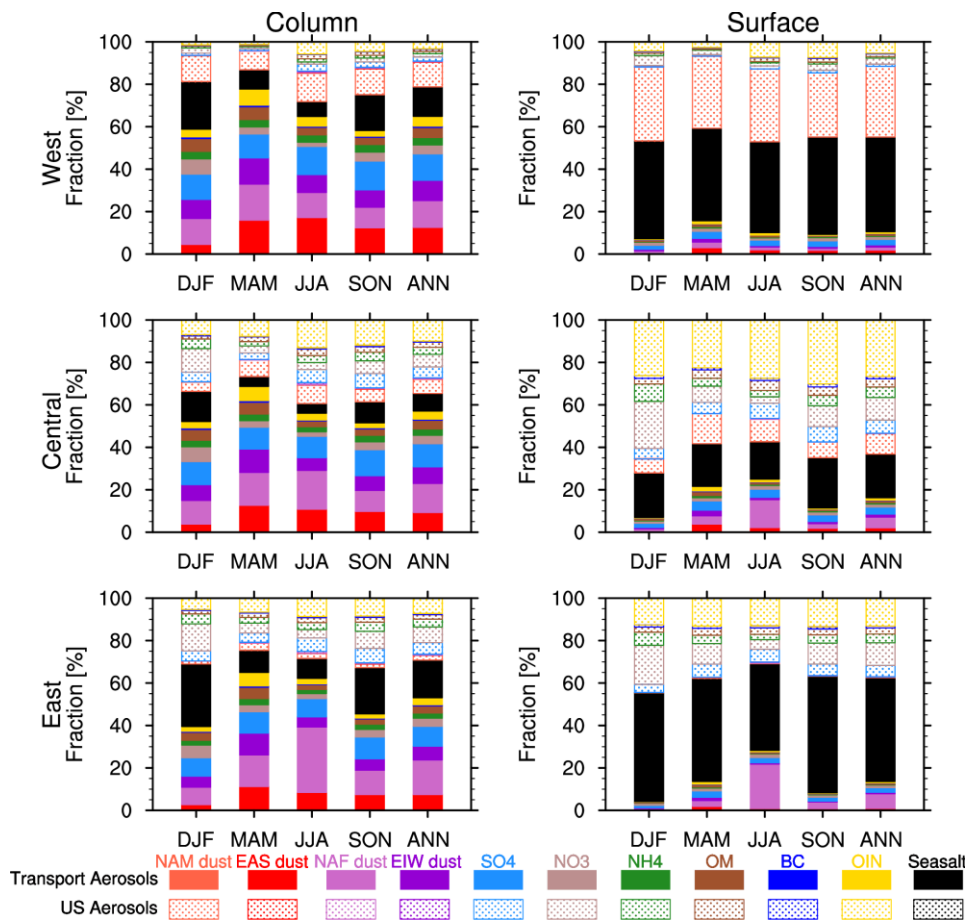 Column
Surface
West
Fraction [%]
100
80
60
40
20
0
DJF MAM JJA SON ANN
Fraction [%]
100
80
60
40
20
0
DJF MAM JJA SON ANN
Central
Fraction [%]
100
80
60
40
20
0
DJF MAM JJA SON ANN
Fraction [%]
100
80
60
40
20
0
DJF MAM JJA SON ANN
East
Fraction [%]
100
80
60
40
20
0
DJF MAM JJA SON ANN
Fraction [%]
100
80
60
40
20
0
DJF MAM JJA SON ANN
NAM dust EAS dust NAF dust EIW dust SO4 NO3 NH4 OM BC OIN Seasalt
Transport Aerosols
US Aerosols